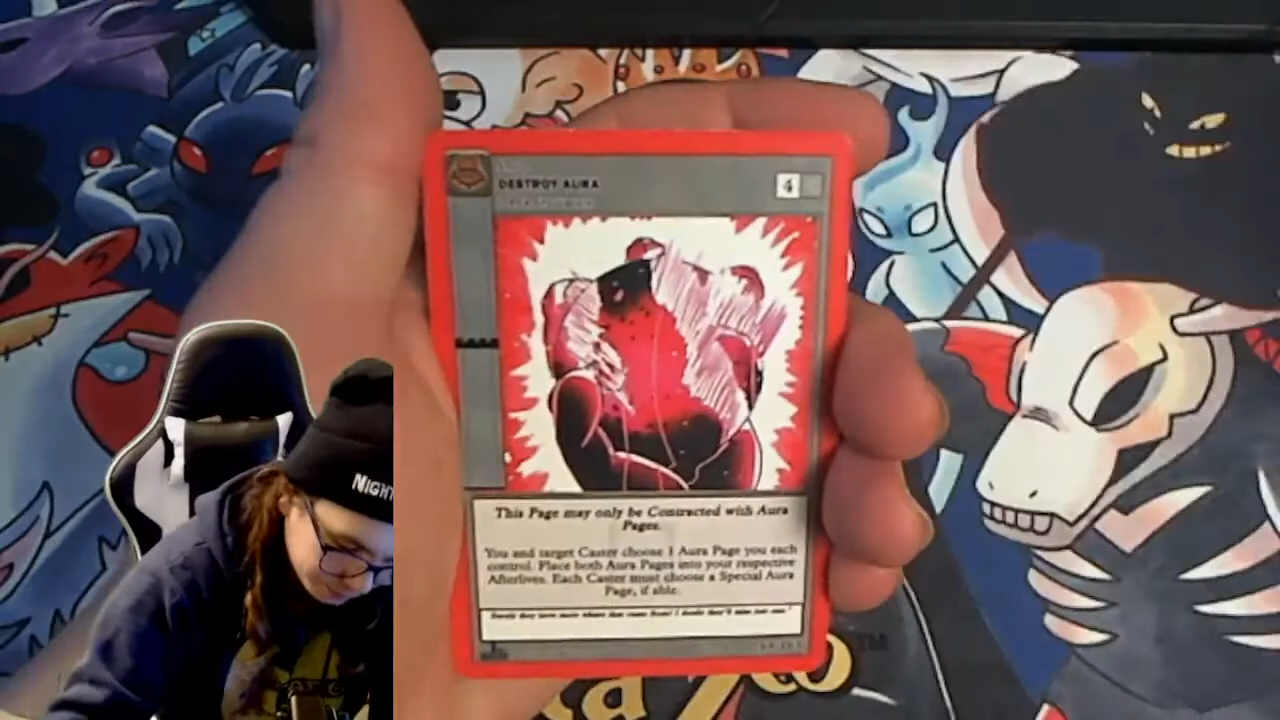 DESTROY AURA
4
This Page may only be Contracted with Aura
Pages.
You and target Caster choose 1 Aura Page you each
control. Place both Aura Pages into your respective
Afterlives. Each Caster must choose a Special Aura
Page, if able.
NIGHT
TM